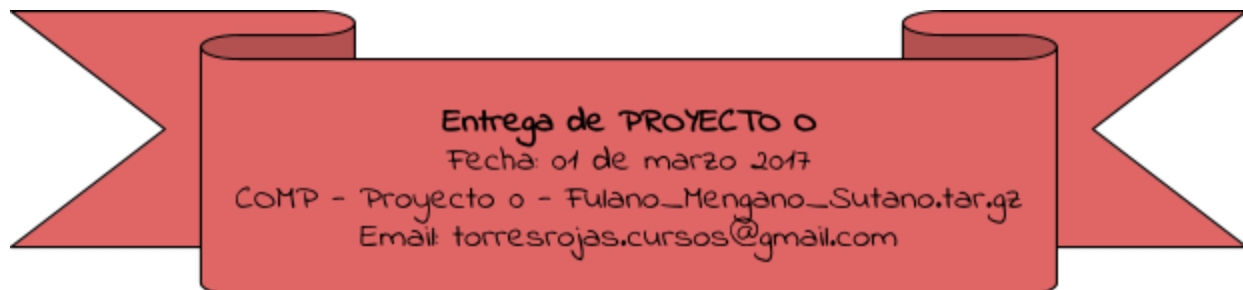 Entrega de PROYECTO 0
Fecha: 01 de marzo 2017
COMP - Proyecto 0 - Fulano_Mengano_Sutano.tar.gz
Email: torresrojas.cursos@gmail.com